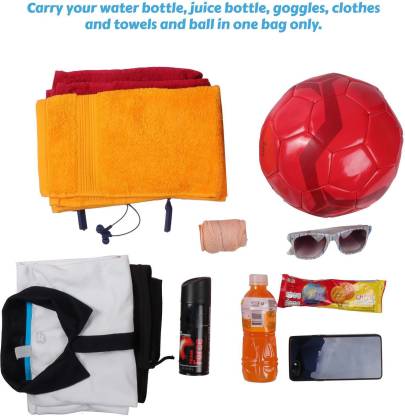 Carry your water bottle, juice bottle, goggles, clothes
and towels and ball in one bag only.